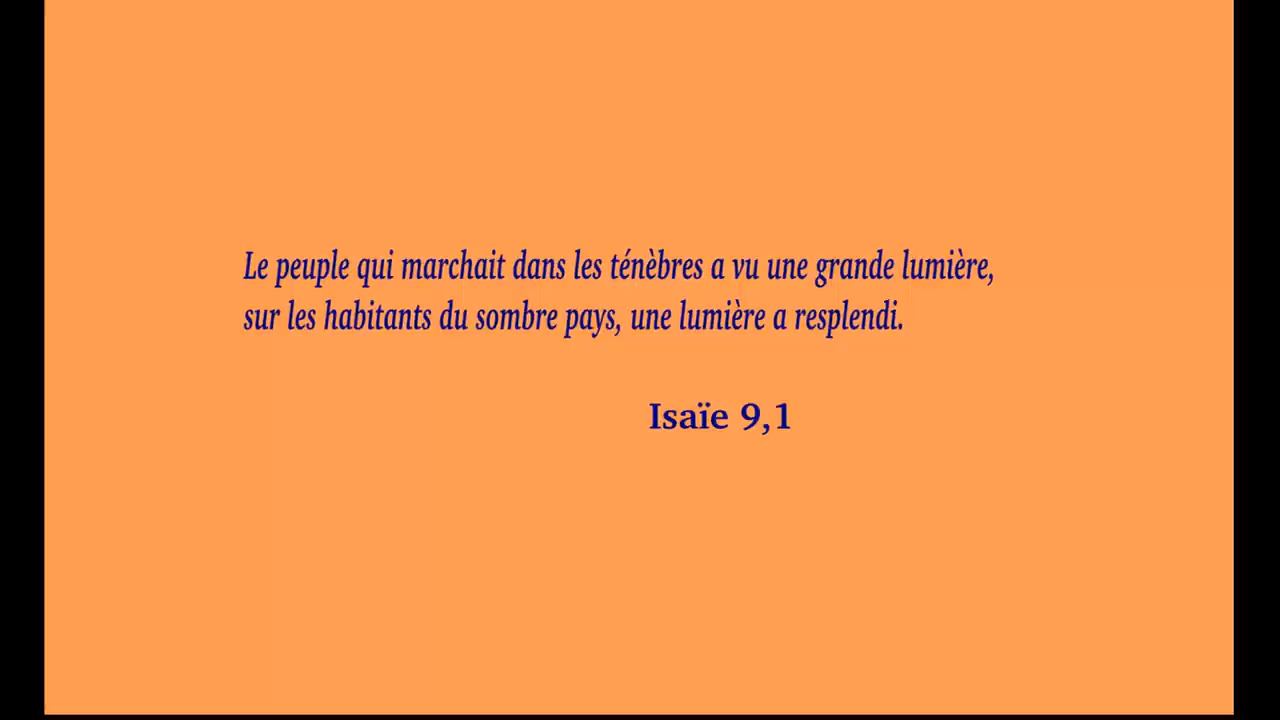 Le peuple qui marchait dans les ténèbres a vu une grande lumière,
sur les habitants du sombre pays, une lumière a resplendi.
Isaïe 9,1